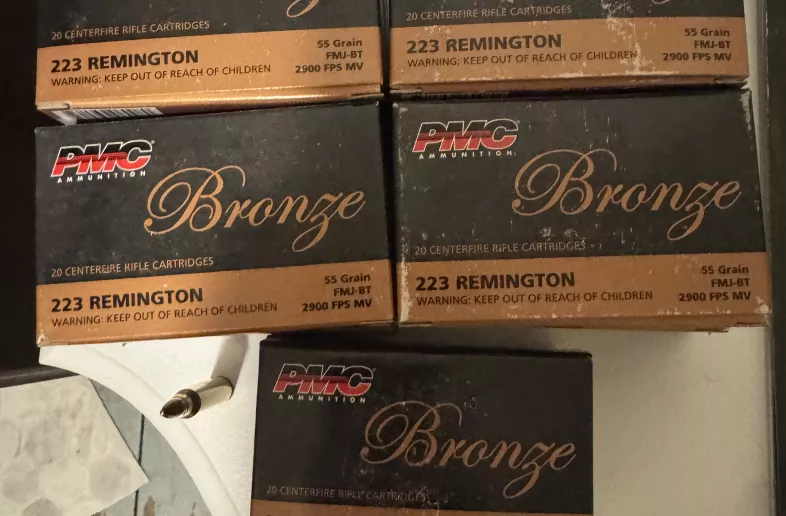 Bronze
20 CENTERFIRE RIFLE CARTRIDGES
223 REMINGTON
WARNING: KEEP OUT OF REACH OF CHILDREN
55 Grain
FMJ-BT
2900 FPS MV
20 CENTERFIRE RIFLE CARTRIDGES
223 REMINGTON
WARNING: KEEP OUT OF REACH OF CHILDREN
55 Grain
FMJ-BT
2900 FPS MV
PMC
AMMUNITION
Bronze
20 CENTERFIRE RIFLE CARTRIDGES
223 REMINGTON
WARNING: KEEP OUT OF REACH OF CHILDREN
55 Grain
FMJ-BT
2900 FPS MV
PMC
AMMUNITION
Bronze
20 CENTERFIRE RIFLE CARTRIDGES
223 REMINGTON
WARNING: KEEP OUT OF REACH OF CHILDREN
55 Grain
FMJ-BT
2900 FPS MV
PMC
AMMUNITION
Bronze
20 CENTERFIRE RIFLE CARTRIDGES